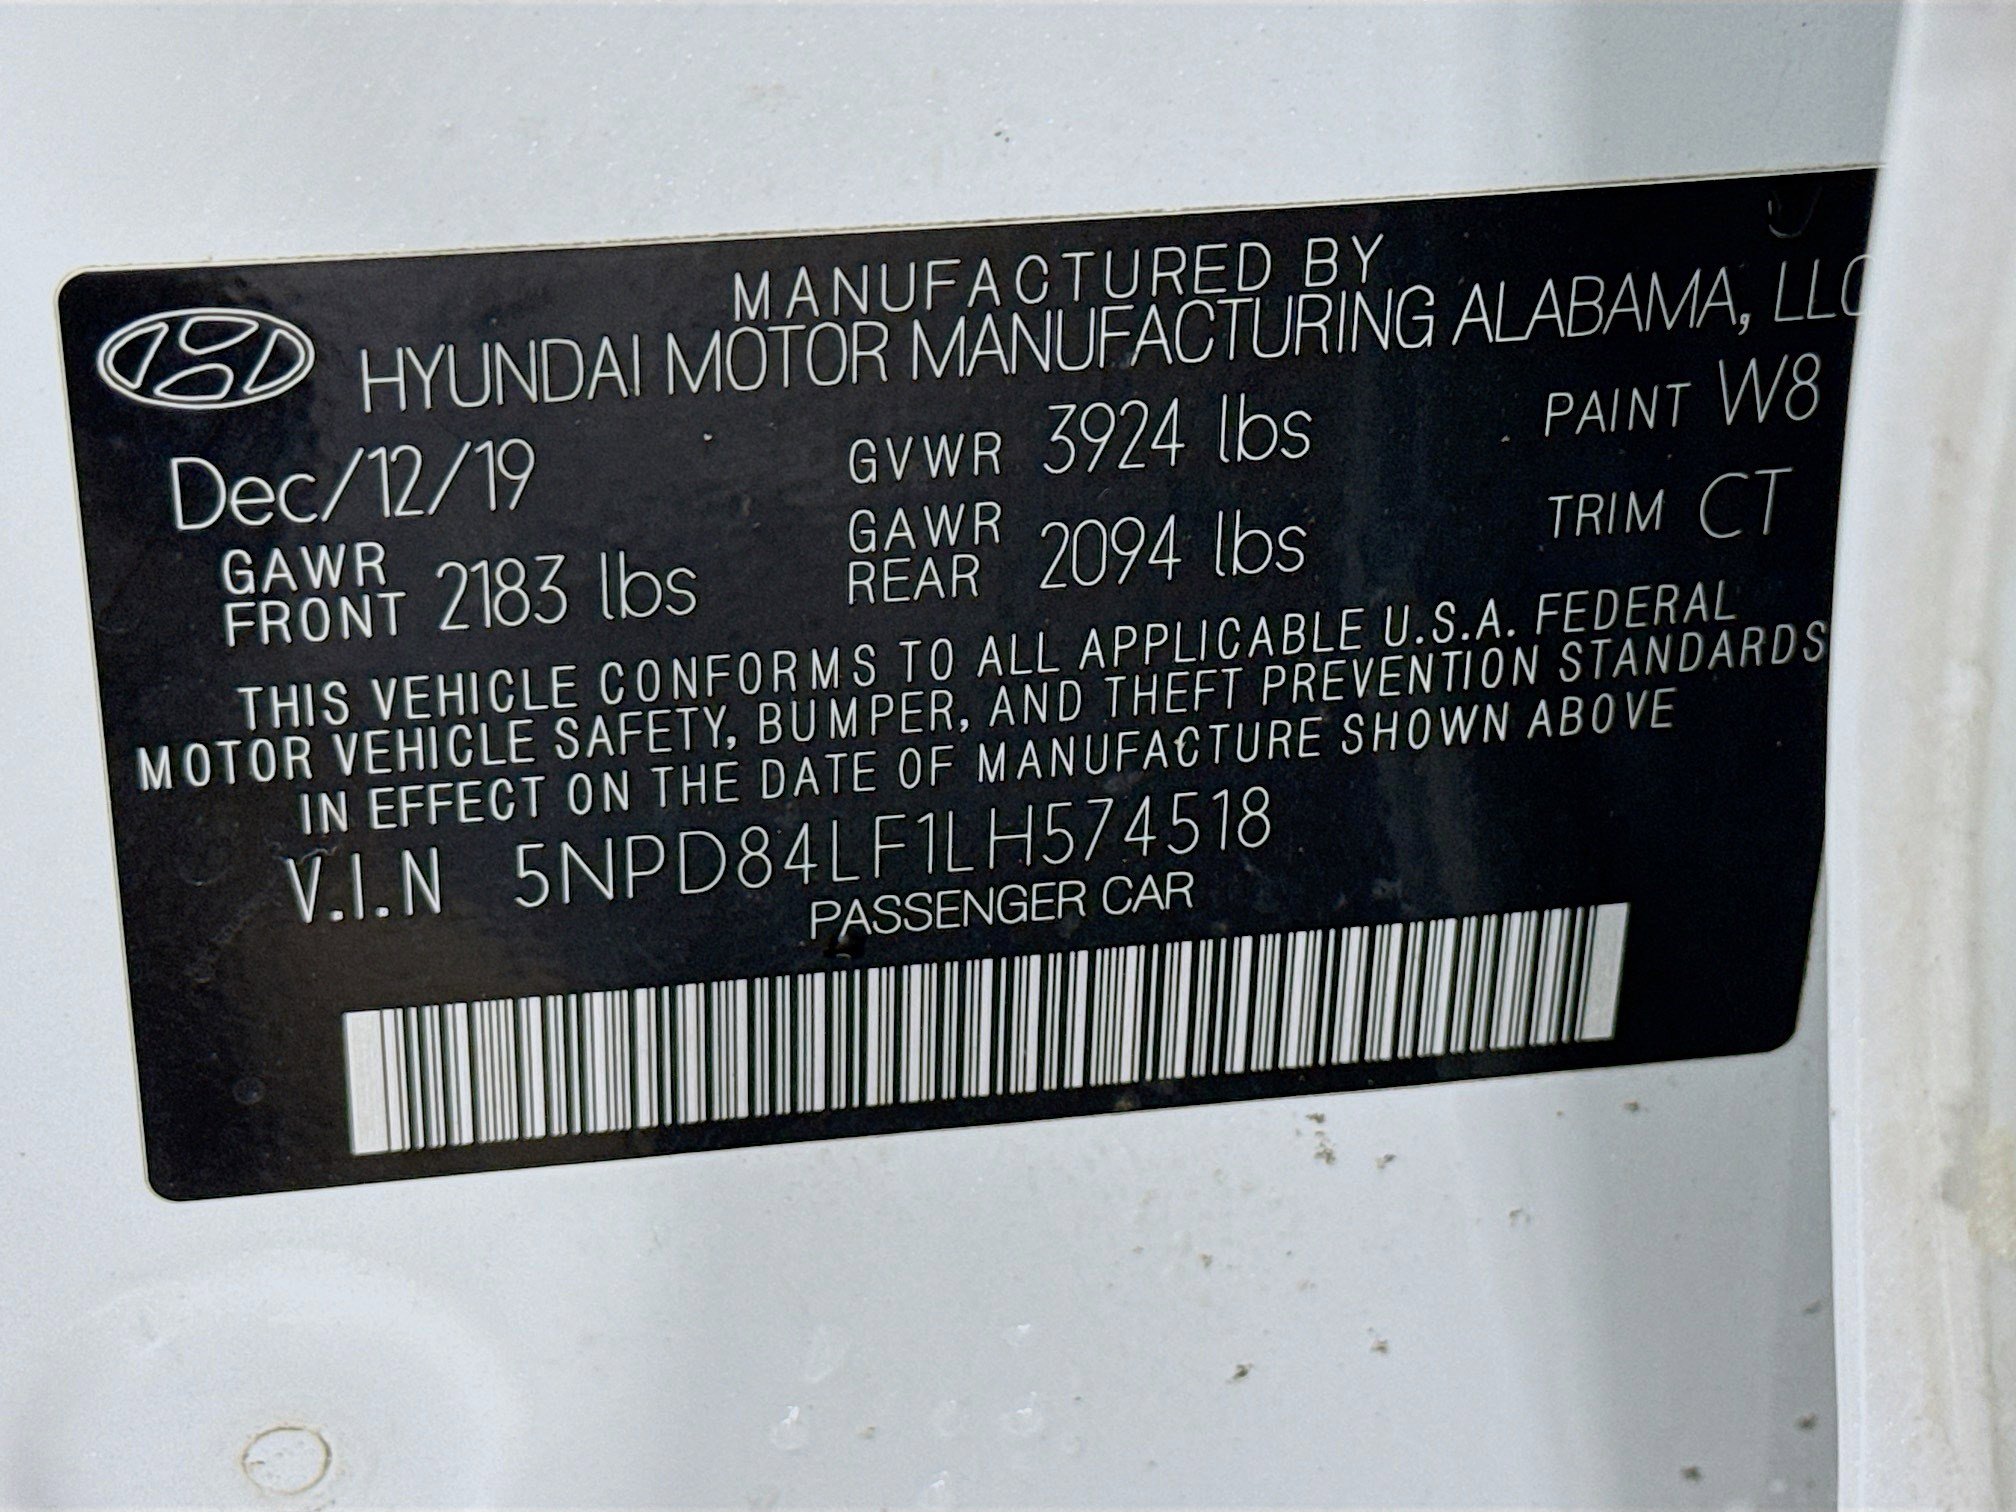 MANUFACTURED BY
HYUNDAI MOTOR MANUFACTURING ALABAMA, LLC
Dec/12/19 GVWR 3924 lbs PAINT W8
GAWR FRONT 2183 lbs GAWR REAR 2094 lbs TRIM CT
THIS VEHICLE CONFORMS TO ALL APPLICABLE U.S.A. FEDERAL
MOTOR VEHICLE SAFETY, BUMPER, AND THEFT PREVENTION STANDARDS
IN EFFECT ON THE DATE OF MANUFACTURE SHOWN ABOVE
V.I.N 5NPD84LF1LH574518
PASSENGER CAR